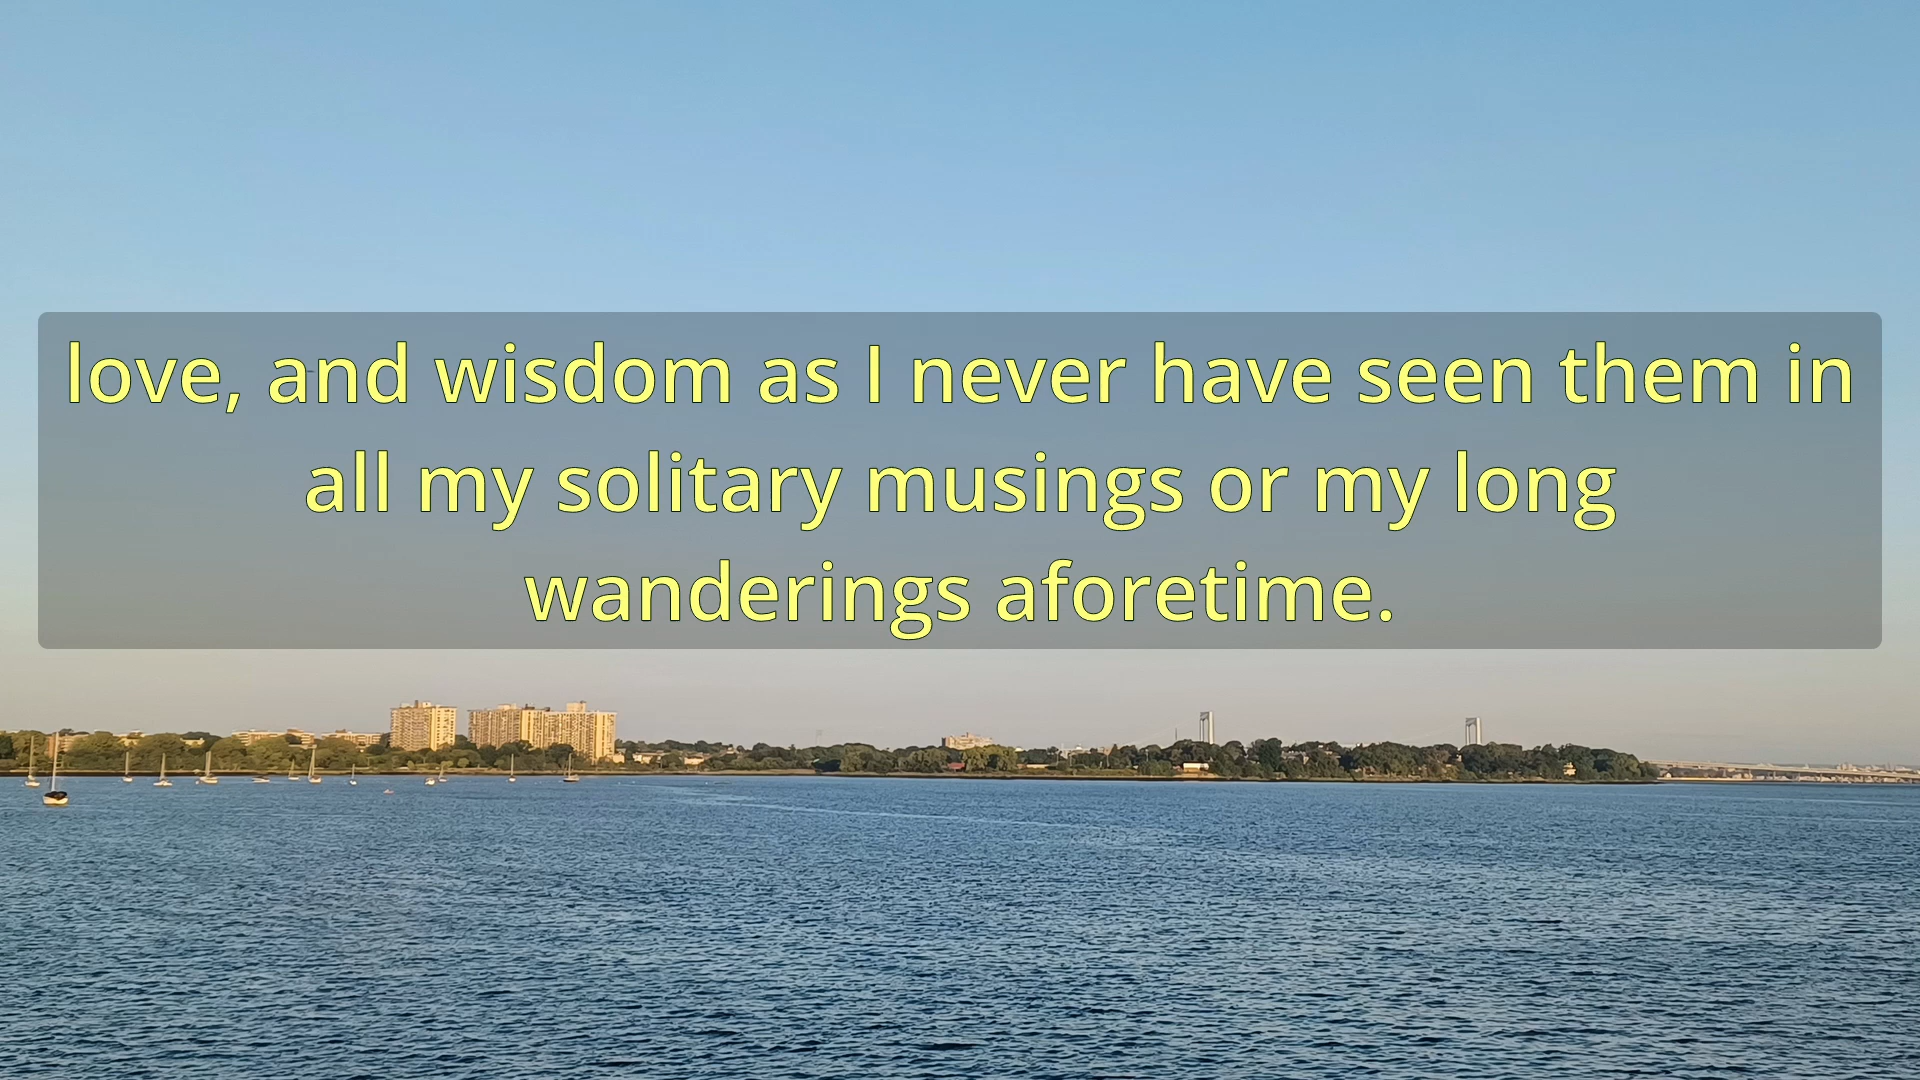 love, and wisdom as I never have seen them in
all my solitary musings or my long
wanderings aforetime.